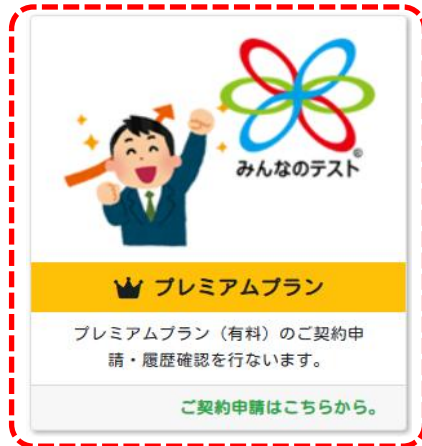 みんなのテスト®
プレミアムプラン
プレミアムプラン（有料）のご契約申
請・履歴確認を行ないます。
ご契約申請はこちらから。